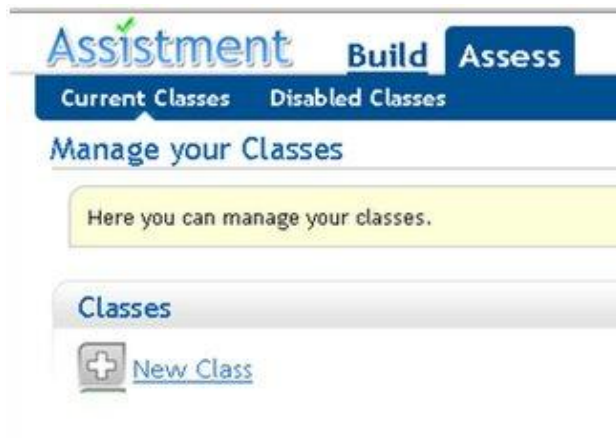 Assistment Build Assess
Current Classes Disabled Classes
Manage your Classes
Here you can manage your classes.
Classes
New Class